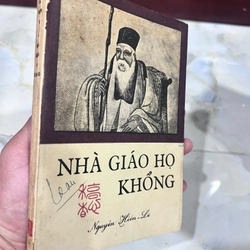 NHÀ GIÁO HỌ
KHỔNG
Nguyễn Hiến-Lê